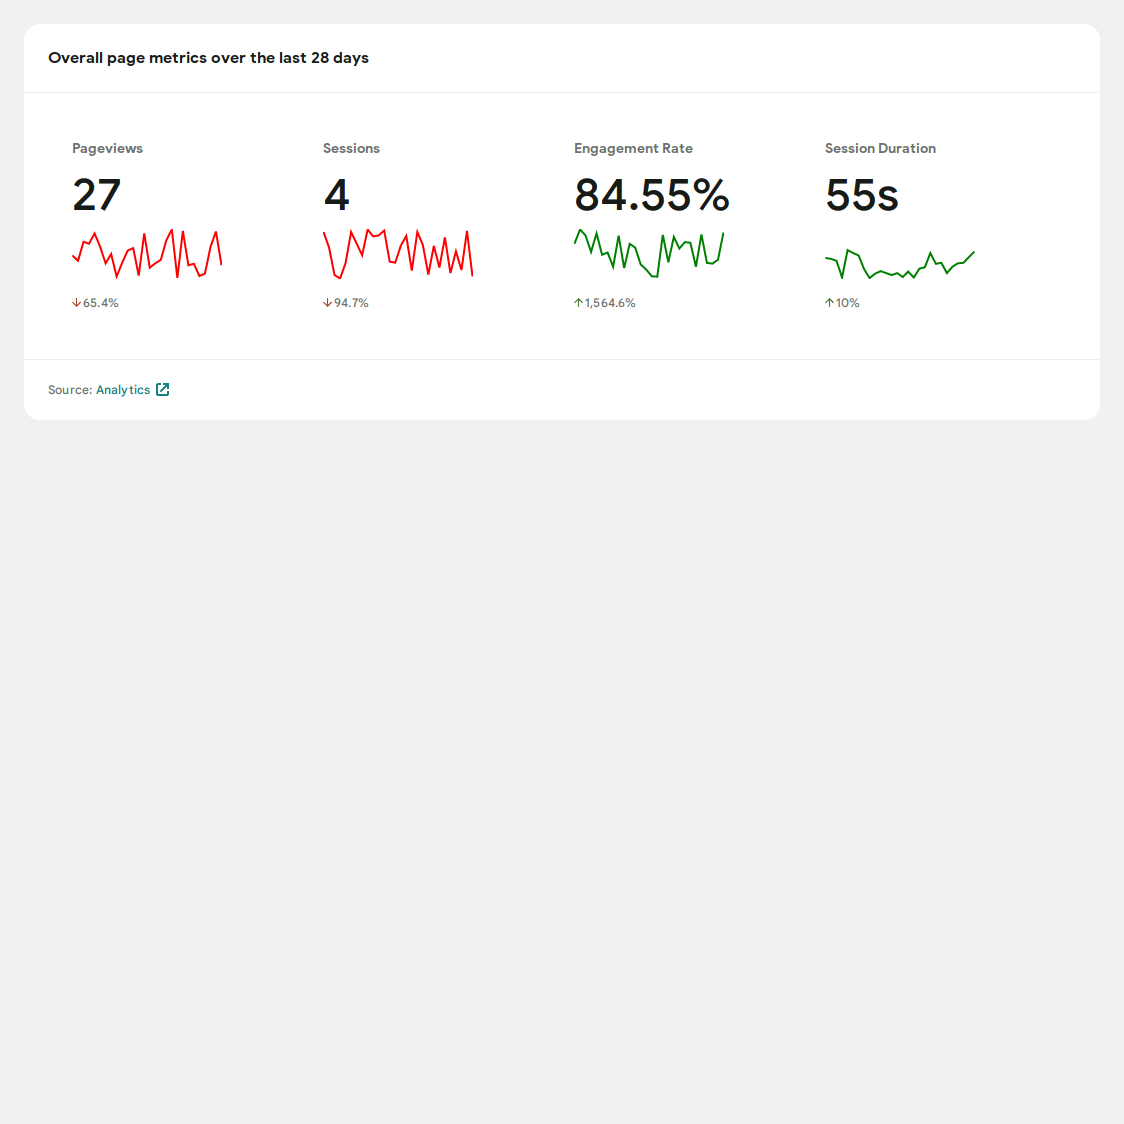 Overall page metrics over the last 28 days
Pageviews
27
65.4%
Sessions
4
94.7%
Engagement Rate
84.55%
1,564.6%
Session Duration
55s
10%
Source: Analytics